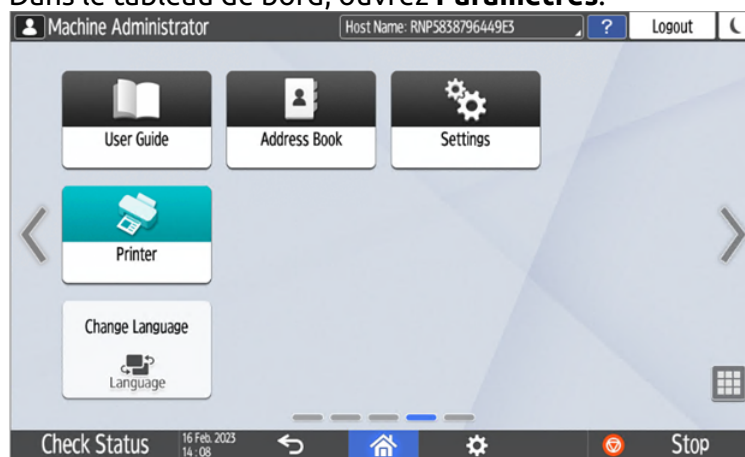 Dans le tableau de bord, ouvrez Paramètres.
Machine Administrator
Host Name: RNP5838796449E3
?
Logout
User Guide
Address Book
Settings
Printer
Change Language
Language
Check Status
16 Feb. 2023
14 : 08
Stop